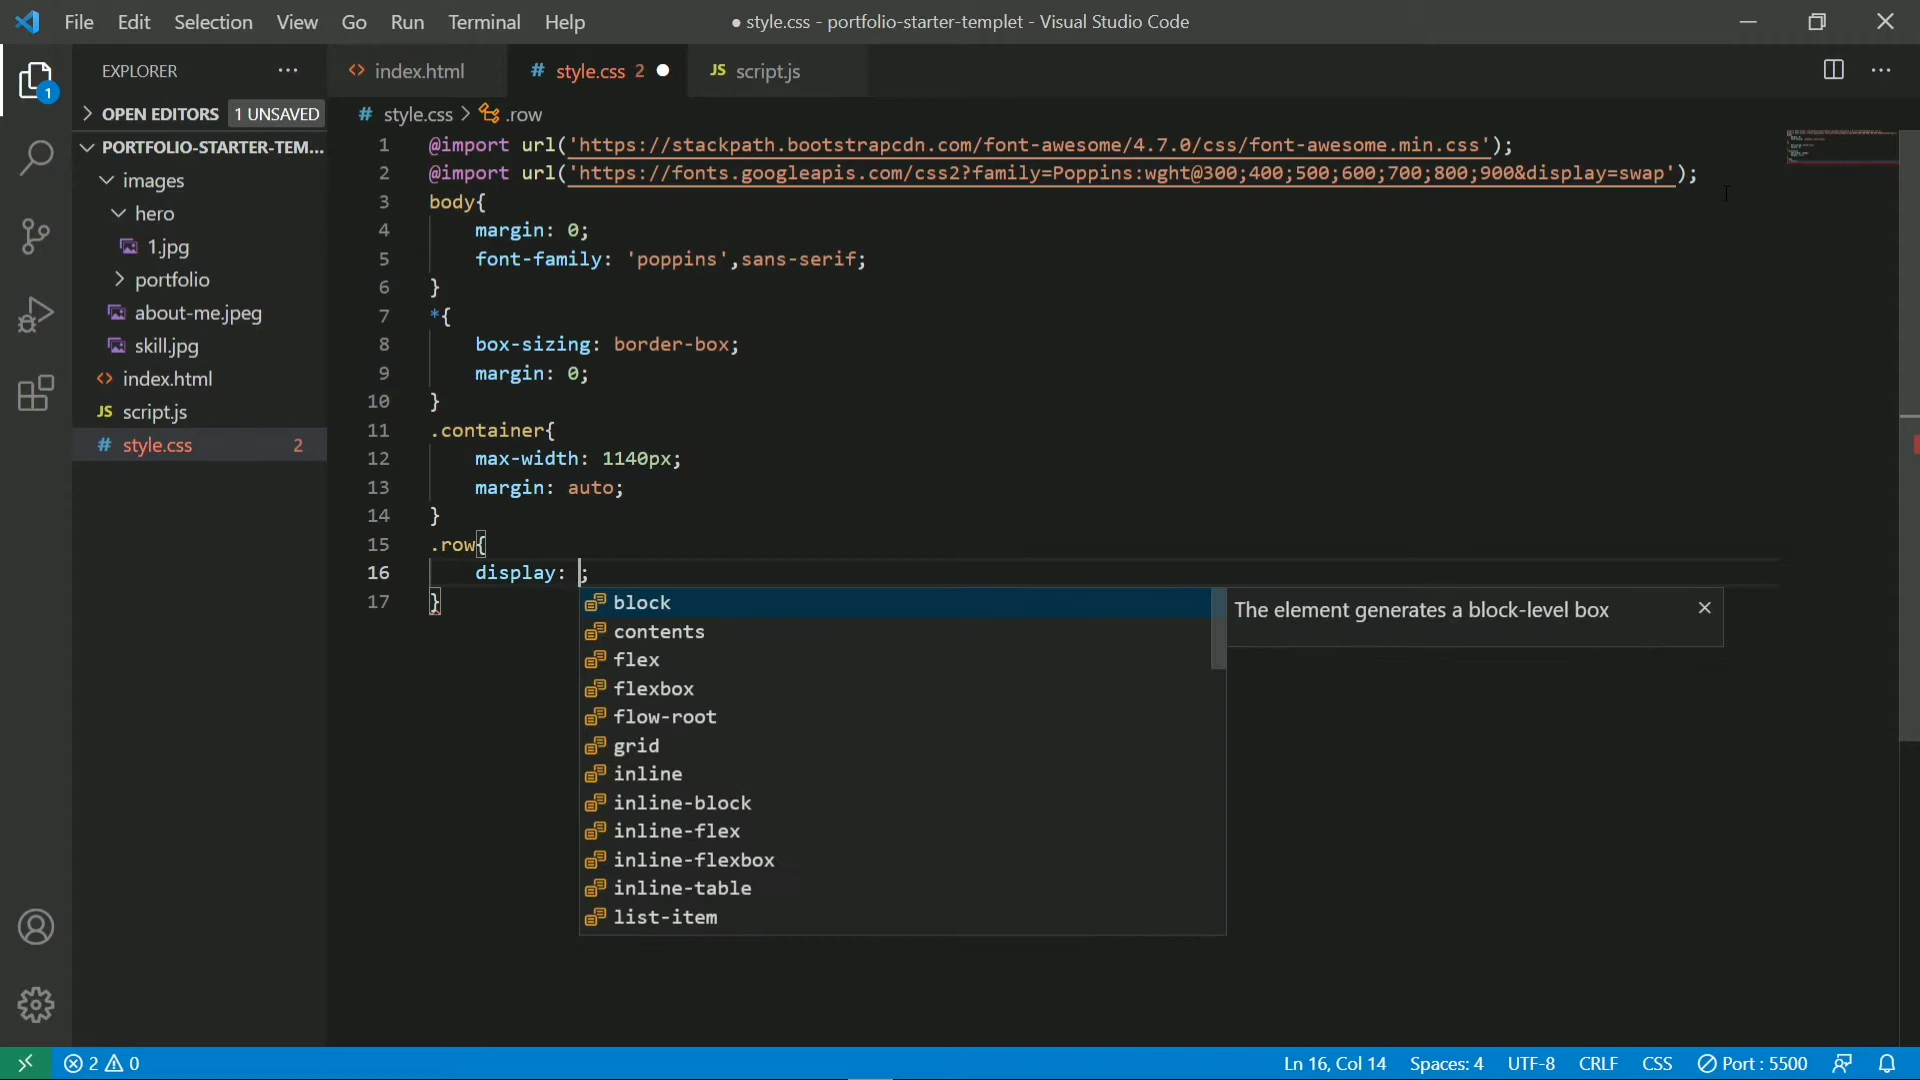 File Edit Selection View Go Run Terminal Help
● style.css - portfolio-starter-templet - Visual Studio Code
EXPLORER
1
OPEN EDITORS 1 UNSAVED
PORTFOLIO-STARTER-TEM...
images
hero
1.jpg
portfolio
about-me.jpeg
skill.jpg
<> index.html
JS script.js
# style.css 2
<> index.html
# style.css 2 ●
JS script.js
# style.css > .row
1 @import url('https://stackpath.bootstrapcdn.com/font-awesome/4.7.0/css/font-awesome.min.css');
2 @import url('https://fonts.googleapis.com/css2?family=Poppins:wght@300;400;500;600;700;800;900&display=swap');
3 body{
4 margin: 0;
5 font-family: 'poppins',sans-serif;
6 }
7 *{
8 box-sizing: border-box;
9 margin: 0;
10 }
11 .container{
12 max-width: 1140px;
13 margin: auto;
14 }
15 .row{
16 display: ;
17 }
block
contents
flex
flexbox
flow-root
grid
inline
inline-block
inline-flex
inline-flexbox
inline-table
list-item
The element generates a block-level box
2 0
Ln 16, Col 14 Spaces: 4 UTF-8 CRLF CSS Port : 5500